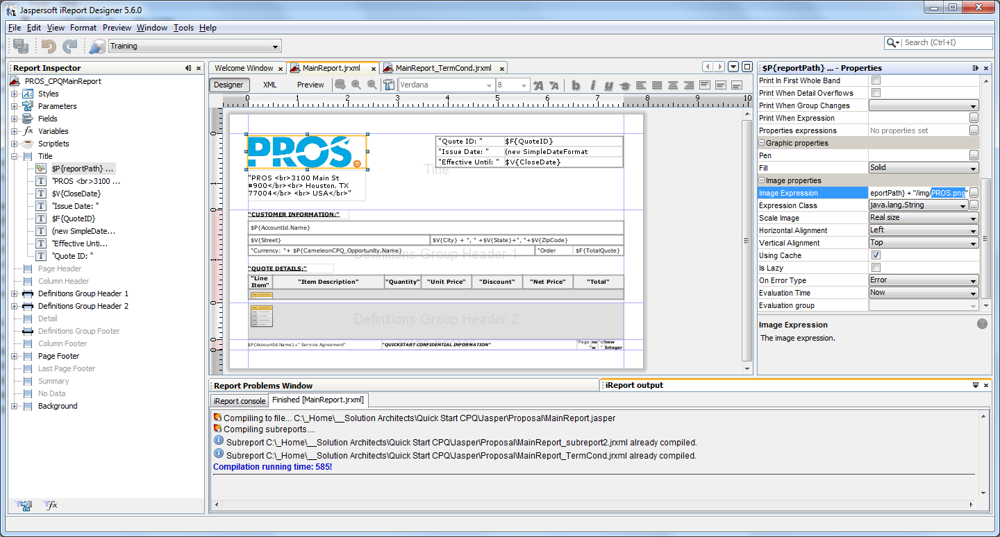 Jaspersoft iReport Designer 5.6.0
File Edit View Format Preview Window Tools Help
Training
Search (Ctrl+I)
Report Inspector
PROS_CPQMainReport
Styles
Parameters
Fields
Variables
Scriptlets
Title
$P{reportPath} ...
"PROS <br>3100 ...
$V{CloseDate}
"Issue Date: "
$F{QuoteID}
(new SimpleDate...
"Effective Unti...
"Quote ID: "
Page Header
Column Header
Definitions Group Header 1
Definitions Group Header 2
Detail
Definitions Group Footer
Column Footer
Page Footer
Last Page Footer
Summary
No Data
Background
Welcome Window MainReport.jrxml MainReport_TermCond.jrxml
Designer XML Preview Verdana 8
0 1 2 3 4 5 6 7 8 9 10
PROS
"Quote ID: " $F{QuoteID}
"Issue Date: " (new SimpleDateFormat
"Effective Until: " $V{CloseDate}
Title
"PROS <br>3100 Main St
#900</br><br> Houston, TX
77004</br> <br> USA</br>"
"CUSTOMER INFORMATION:"
$P{AccountId.Name}
$V{Street} $V{City} + ", " +$V{State}+", "+$V{ZipCode}
"Currency: "+ $P{CameleonCPQ_Opportunity.Name} "Order $F{TotalQuote}
Definitions Group Header 1
"QUOTE DETAILS:"
"Line Item" "Item Description" "Quantity" "Unit Price" "Discount" "Net Price" "Total"
Definitions Group Header 2
$P{AccountId.Name}+" Service Agreement" "QUICKSTART CONFIDENTIAL INFORMATION" "Page " ne w "of " new Integer
$P{reportPath} ... - Properties
Print In First Whole Band
Print When Detail Overflows
Print When Group Changes
Print When Expression
Properties expressions No properties set
Graphic properties
Pen
Fill Solid
Image properties
Image Expression eportPath} + "/img/PROS.png"
Expression Class java.lang.String
Scale Image Real size
Horizontal Alignment Left
Vertical Alignment Top
Using Cache
Is Lazy
On Error Type Error
Evaluation Time Now
Evaluation group
Image Expression
The image expression.
Report Problems Window iReport output
iReport console Finished [MainReport.jrxml]
Compiling to file... C:\_Home\__Solution Architects\Quick Start CPQ\Jasper\Proposal\MainReport.jasper
Compiling subreports....
Subreport C:\_Home\__Solution Architects\Quick Start CPQ\Jasper\Proposal\MainReport_subreport2.jrxml already compiled.
Subreport C:\_Home\__Solution Architects\Quick Start CPQ\Jasper\Proposal\MainReport_TermCond.jrxml already compiled.
Compilation running time: 585!